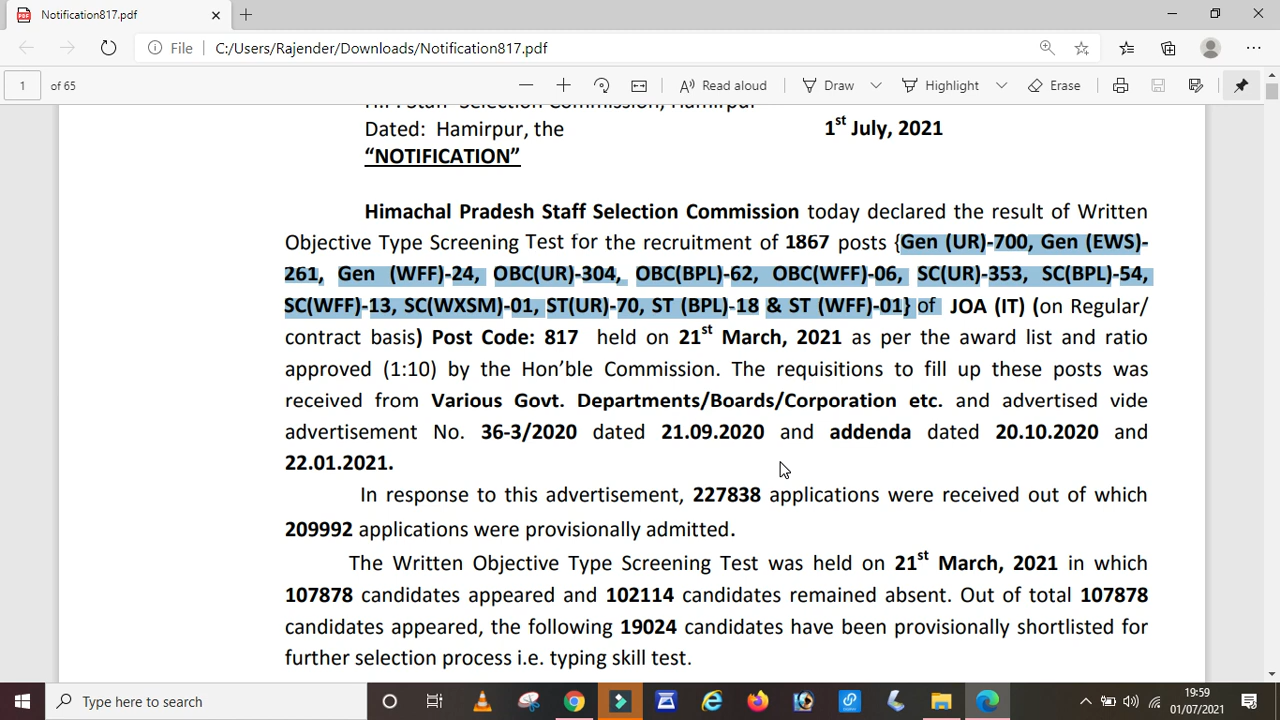 Notification817.pdf
File C:/Users/Rajender/Downloads/Notification817.pdf
1 of 65 Read aloud Draw Highlight Erase
H.P. Staff Selection Commission, Hamirpur
Dated: Hamirpur, the 1st July, 2021
“NOTIFICATION”
Himachal Pradesh Staff Selection Commission today declared the result of Written
Objective Type Screening Test for the recruitment of 1867 posts {Gen (UR)-700, Gen (EWS)-
261, Gen (WFF)-24, OBC(UR)-304, OBC(BPL)-62, OBC(WFF)-06, SC(UR)-353, SC(BPL)-54,
SC(WFF)-13, SC(WXSM)-01, ST(UR)-70, ST (BPL)-18 & ST (WFF)-01} of JOA (IT) (on Regular/
contract basis) Post Code: 817 held on 21st March, 2021 as per the award list and ratio
approved (1:10) by the Hon’ble Commission. The requisitions to fill up these posts was
received from Various Govt. Departments/Boards/Corporation etc. and advertised vide
advertisement No. 36-3/2020 dated 21.09.2020 and addenda dated 20.10.2020 and
22.01.2021.
In response to this advertisement, 227838 applications were received out of which
209992 applications were provisionally admitted.
The Written Objective Type Screening Test was held on 21st March, 2021 in which
107878 candidates appeared and 102114 candidates remained absent. Out of total 107878
candidates appeared, the following 19024 candidates have been provisionally shortlisted for
further selection process i.e. typing skill test.
Type here to search
19:59
01/07/2021